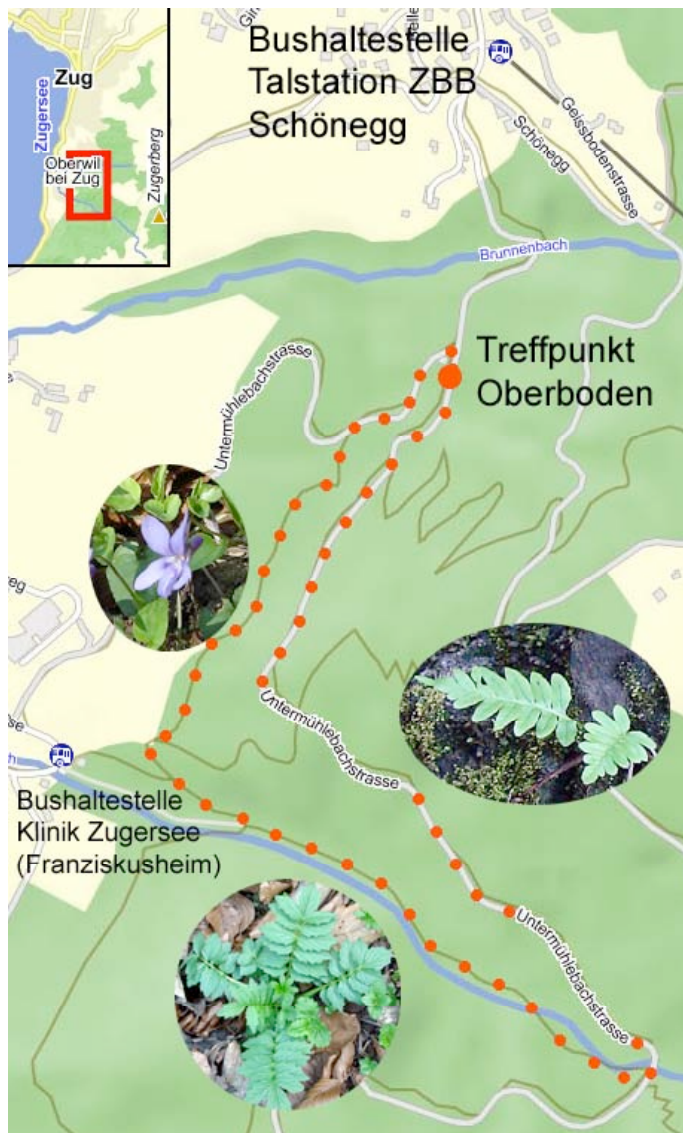 Zug
Zugersee
Oberwil
bei Zug
Zugerberg
Bushaltestelle
Talstation ZBB
Schönegg
Geissbodenstrasse
Schönegg
Brunnenbach
Treffpunkt
Oberboden
Untermühlebachstrasse
Untermühlebachstrasse
Bushaltestelle
Klinik Zugersee
(Franziskusheim)
Untermühlebachstrasse